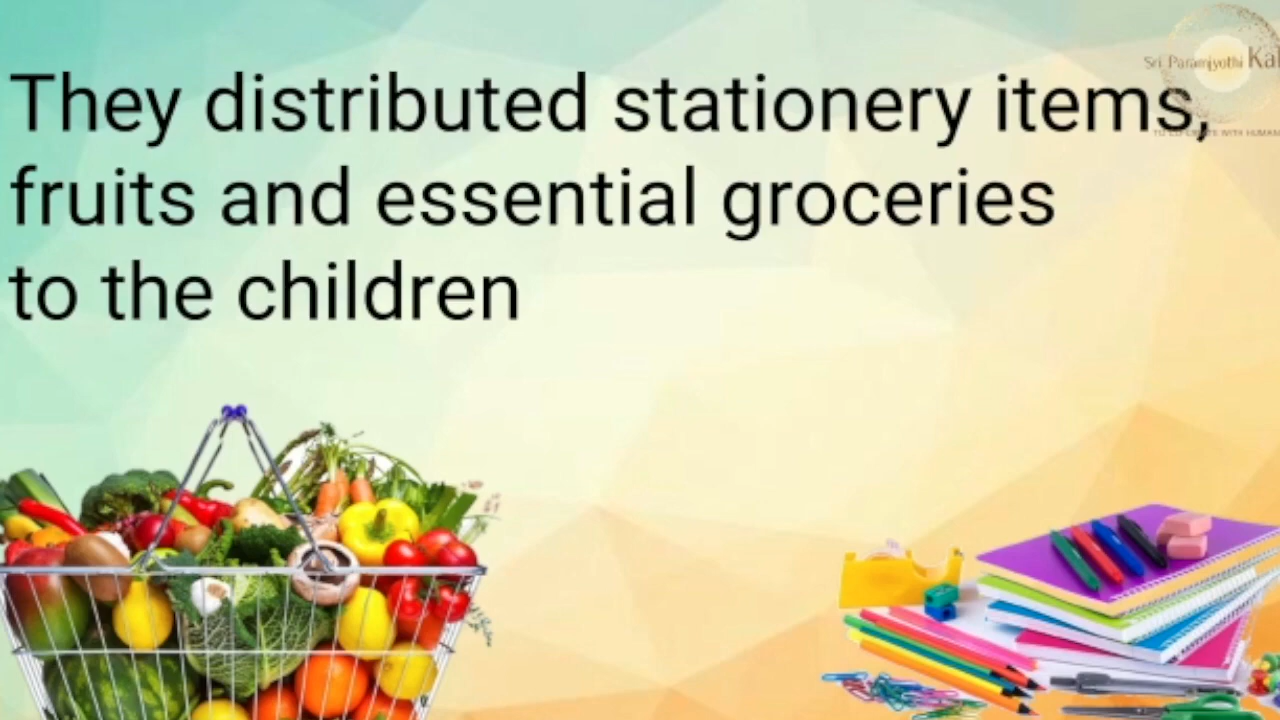 They distributed stationery items,
fruits and essential groceries
to the children
Sri Paramjyothi